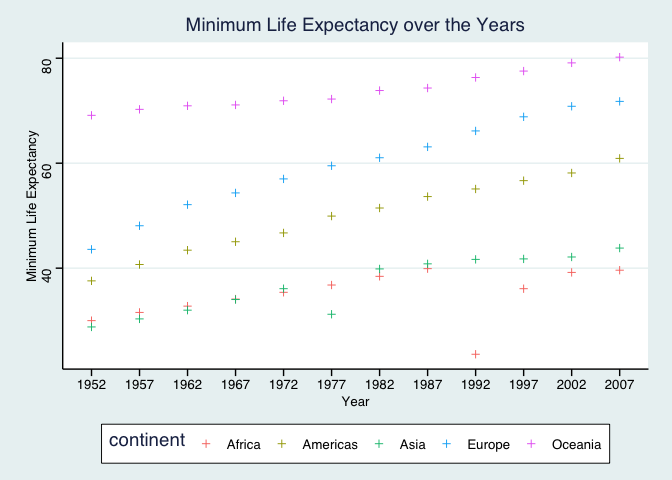 Minimum Life Expectancy over the Years
Minimum Life Expectancy
80
60
40
1952 1957 1962 1967 1972 1977 1982 1987 1992 1997 2002 2007
Year
continent Africa Americas Asia Europe Oceania